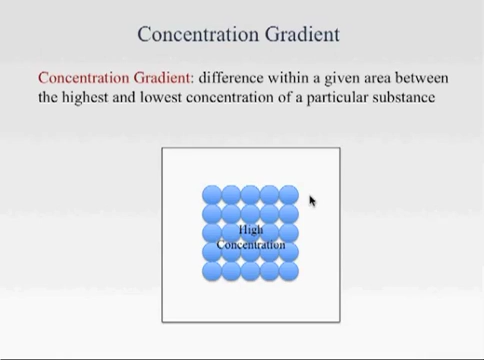 Concentration Gradient
Concentration Gradient: difference within a given area between
the highest and lowest concentration of a particular substance
High
Concentration